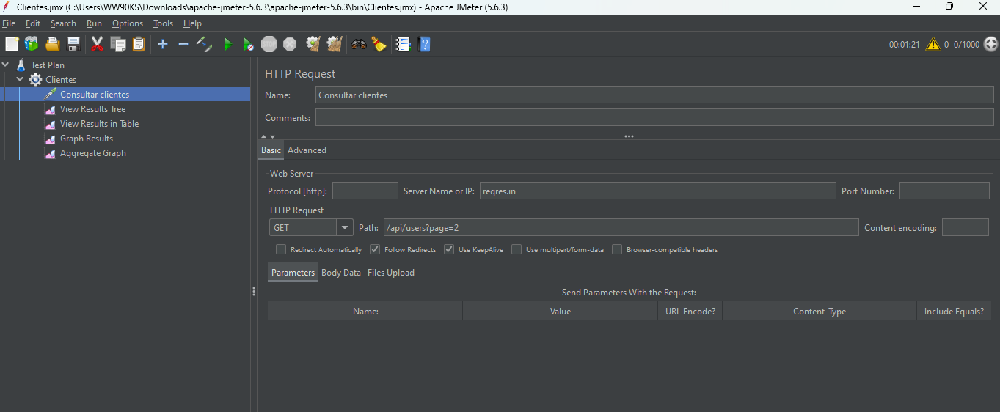 Clientes.jmx (C:\Users\WW90KS\Downloads\apache-jmeter-5.6.3\apache-jmeter-5.6.3\bin\Clientes.jmx) - Apache JMeter (5.6.3)
File Edit Search Run Options Tools Help
STOP 00:01:21 0 0/1000
Test Plan
Clientes
Consultar clientes
View Results Tree
View Results in Table
Graph Results
Aggregate Graph
HTTP Request
Name: Consultar clientes
Comments:
Basic Advanced
Web Server
Protocol [http]: Server Name or IP: reqres.in Port Number:
HTTP Request
GET Path: /api/users?page=2 Content encoding:
Redirect Automatically Follow Redirects Use KeepAlive Use multipart/form-data Browser-compatible headers
Parameters Body Data Files Upload
Send Parameters With the Request:
Name: Value URL Encode? Content-Type Include Equals?